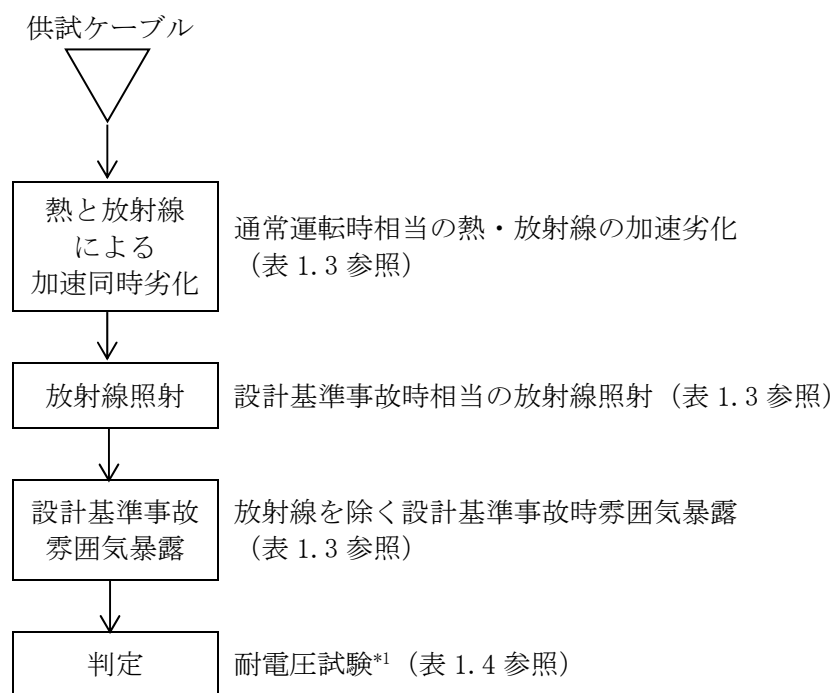 供試ケーブル
熱と放射線
による
加速同時劣化
通常運転時相当の熱・放射線の加速劣化
（表 1.3 参照）
放射線照射
設計基準事故時相当の放射線照射（表 1.3 参照）
設計基準事故
雰囲気暴露
放射線を除く設計基準事故時雰囲気暴露
（表 1.3 参照）
判定
耐電圧試験*1（表 1.4 参照）